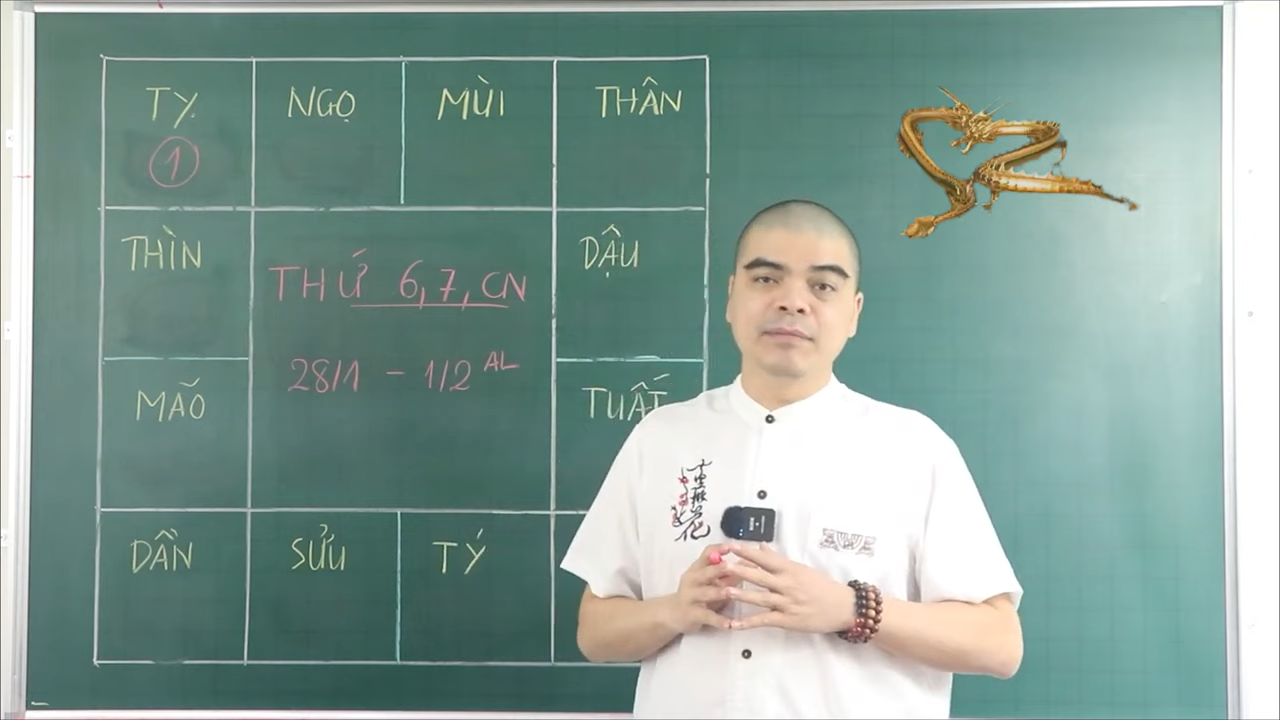 TỴ NGỌ MÙI THÂN
1
THÌN DẬU
THỨ 6, 7, CN
28/1 - 1/2 AL
MÃO TUẤT
DẦN SỬU TÝ